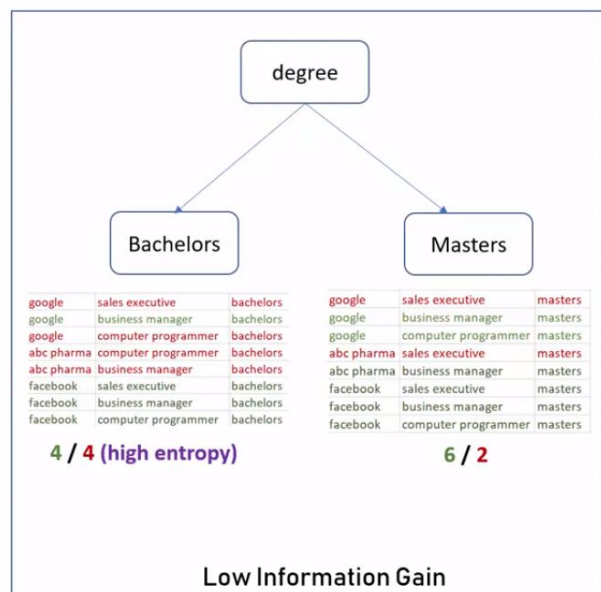 degree
Bachelors
Masters
google sales executive bachelors
google business manager bachelors
google computer programmer bachelors
abc pharma computer programmer bachelors
abc pharma business manager bachelors
facebook sales executive bachelors
facebook business manager bachelors
facebook computer programmer bachelors
4 / 4 (high entropy)
google sales executive masters
google business manager masters
google computer programmer masters
abc pharma sales executive masters
abc pharma business manager masters
facebook sales executive masters
facebook business manager masters
facebook computer programmer masters
6 / 2
Low Information Gain